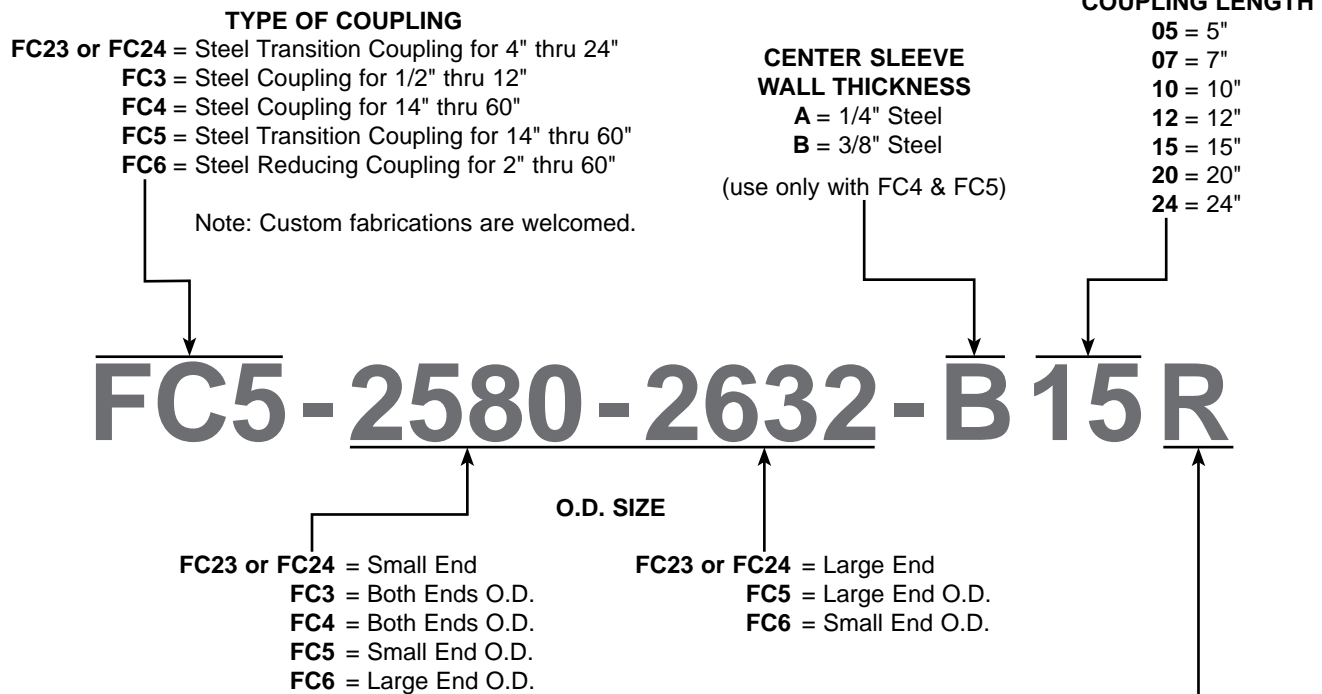 TYPE OF COUPLING
FC23 or FC24 = Steel Transition Coupling for 4" thru 24"
FC3 = Steel Coupling for 1/2" thru 12"
FC4 = Steel Coupling for 14" thru 60"
FC5 = Steel Transition Coupling for 14" thru 60"
FC6 = Steel Reducing Coupling for 2" thru 60"
Note: Custom fabrications are welcomed.
CENTER SLEEVE
WALL THICKNESS
A = 1/4" Steel
B = 3/8" Steel
(use only with FC4 & FC5)
COUPLING LENGTH
05 = 5"
07 = 7"
10 = 10"
12 = 12"
15 = 15"
20 = 20"
24 = 24"
FC5-2580-2632-B15R
O.D. SIZE
FC23 or FC24 = Small End
FC3 = Both Ends O.D.
FC4 = Both Ends O.D.
FC5 = Small End O.D.
FC6 = Large End O.D.
FC23 or FC24 = Large End
FC5 = Large End O.D.
FC6 = Small End O.D.